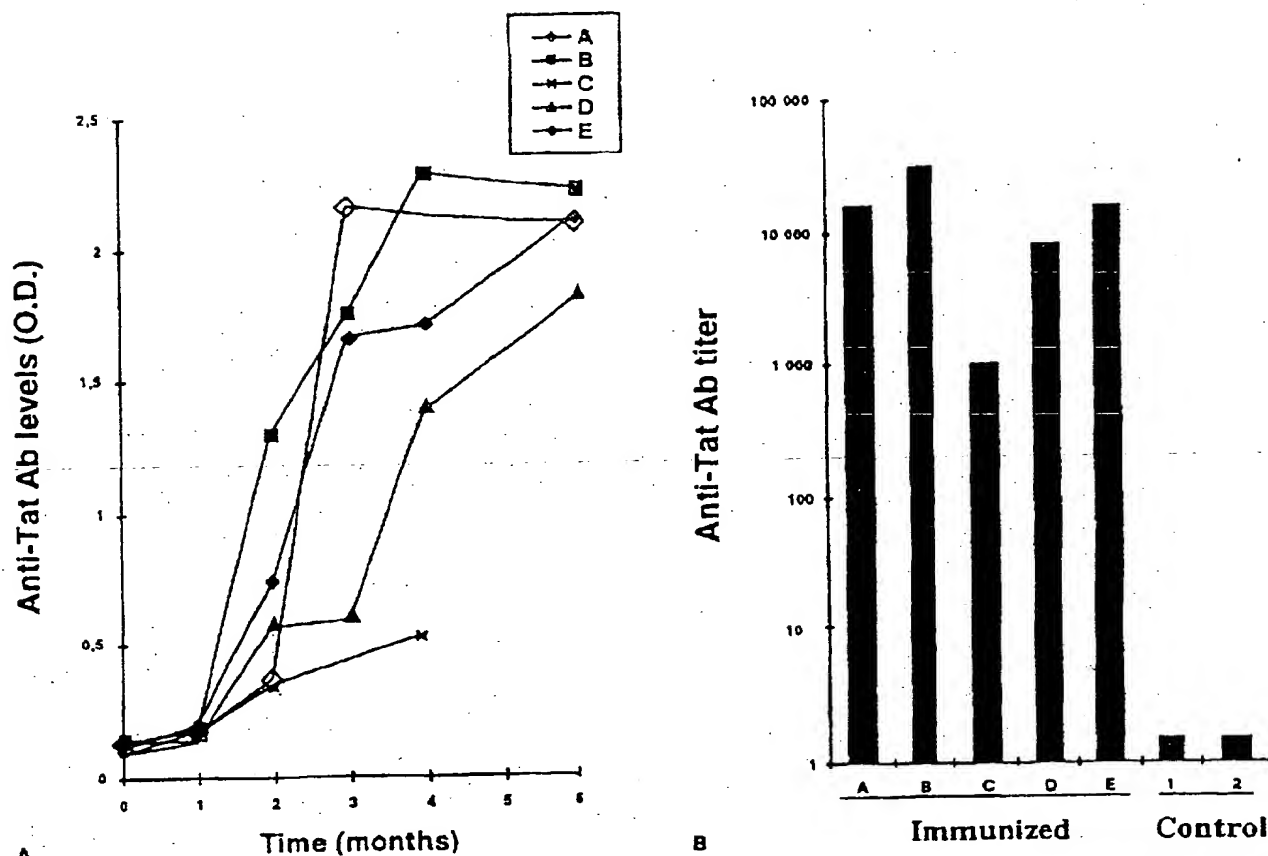 A
B
C
D
E
2,5
2
1,3
1
0,5
0
0
1
2
3
4
5
6
Anti-Tat Ab levels (O.D.)
Time (months)
A
100 000
10 000
1 000
100
10
1
Anti-Tat Ab titer
A B C D E 1 2
Immunized Control
B